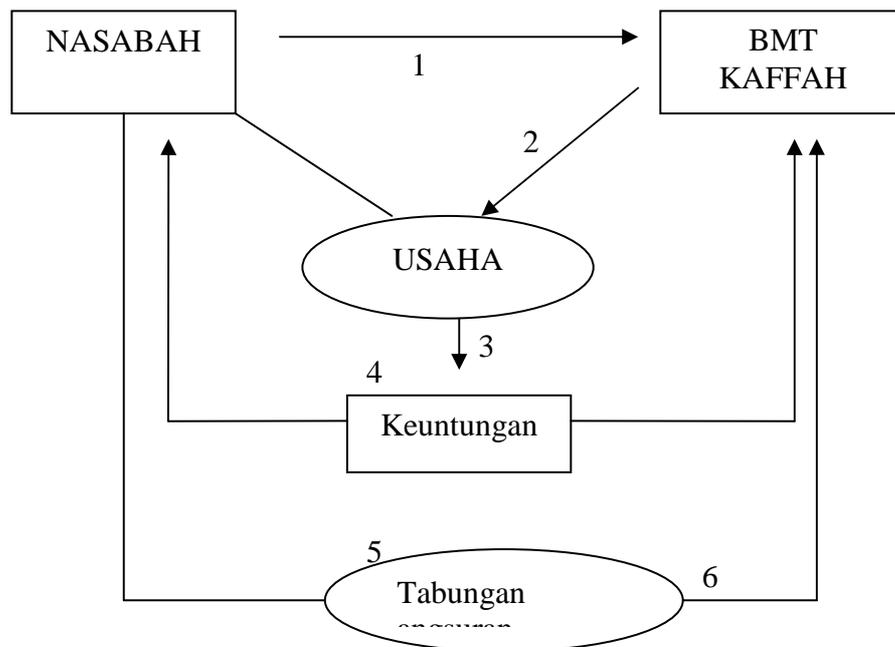 NASABAH
BMT
KAFFAH
1
2
USAHA
3
4
Keuntungan
5
Tabungan
6